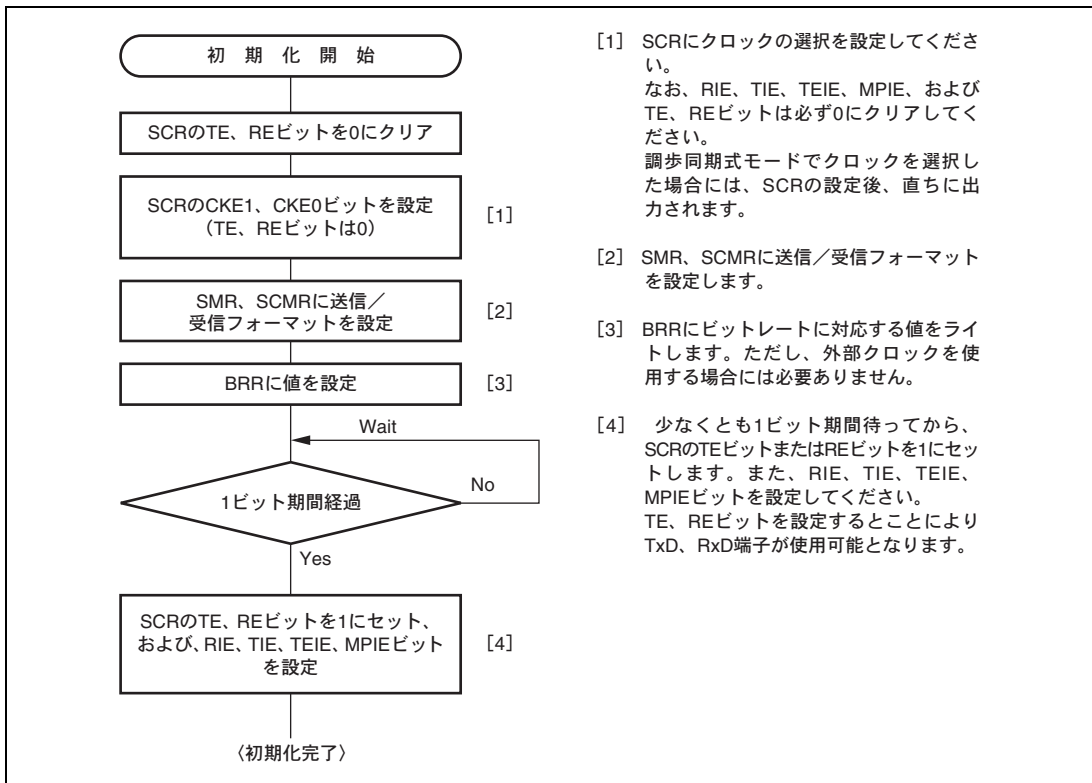 初 期 化 開 始
SCRのTE、REビットを0にクリア
SCRのCKE1、CKE0ビットを設定
（TE、REビットは0）
[1]
SMR、SCMRに送信／
受信フォーマットを設定
[2]
BRRに値を設定
[3]
Wait
1ビット期間経過
No
Yes
SCRのTE、REビットを1にセット、
および、RIE、TIE、TEIE、MPIEビット
を設定
[4]
〈初期化完了〉
[1] SCRにクロックの選択を設定してくださ
い。
なお、RIE、TIE、TEIE、MPIE、および
TE、REビットは必ず0にクリアしてく
ださい。
調歩同期式モードでクロックを選択し
た場合には、SCRの設定後、直ちに出
力されます。
[2] SMR、SCMRに送信／受信フォーマット
を設定します。
[3] BRRにビットレートに対応する値をライ
トします。ただし、外部クロックを使
用する場合には必要ありません。
[4] 少なくとも1ビット期間待ってから、
SCRのTEビットまたはREビットを1にセッ
トします。また、RIE、TIE、TEIE、
MPIEビットを設定してください。
TE、REビットを設定するとことにより
TxD、RxD端子が使用可能となります。